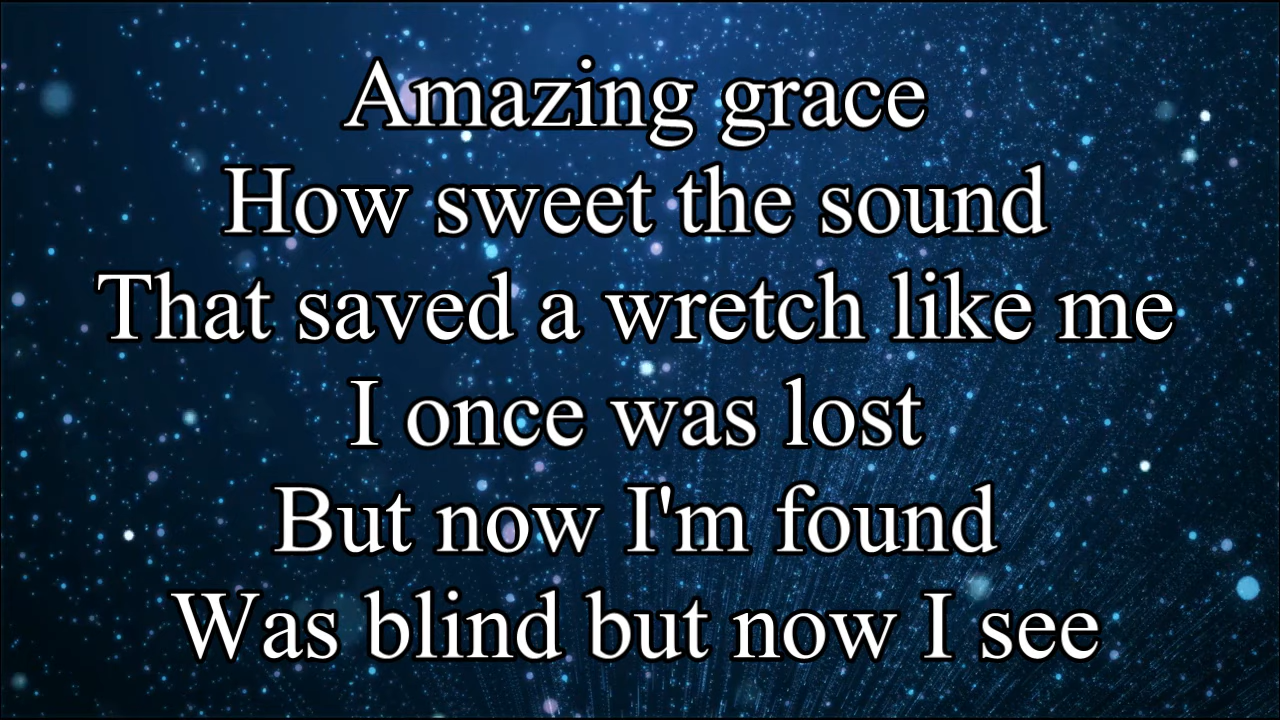 Amazing grace
How sweet the sound
That saved a wretch like me
I once was lost
But now I'm found
Was blind but now I see